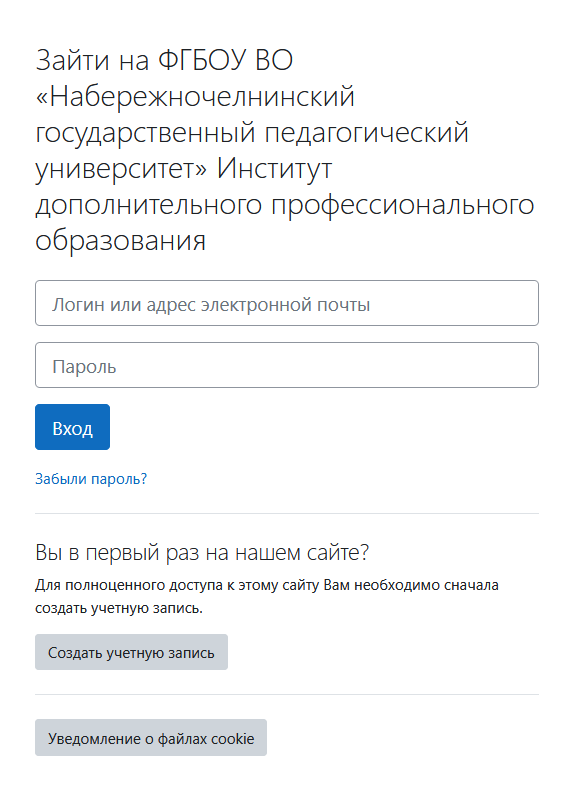 Зайти на ФГБОУ ВО
«Набережночелнинский
государственный педагогический
университет» Институт
дополнительного профессионального
образования
Логин или адрес электронной почты
Пароль
Вход
Забыли пароль?
Вы в первый раз на нашем сайте?
Для полноценного доступа к этому сайту Вам необходимо сначала
создать учетную запись.
Создать учетную запись
Уведомление о файлах cookie